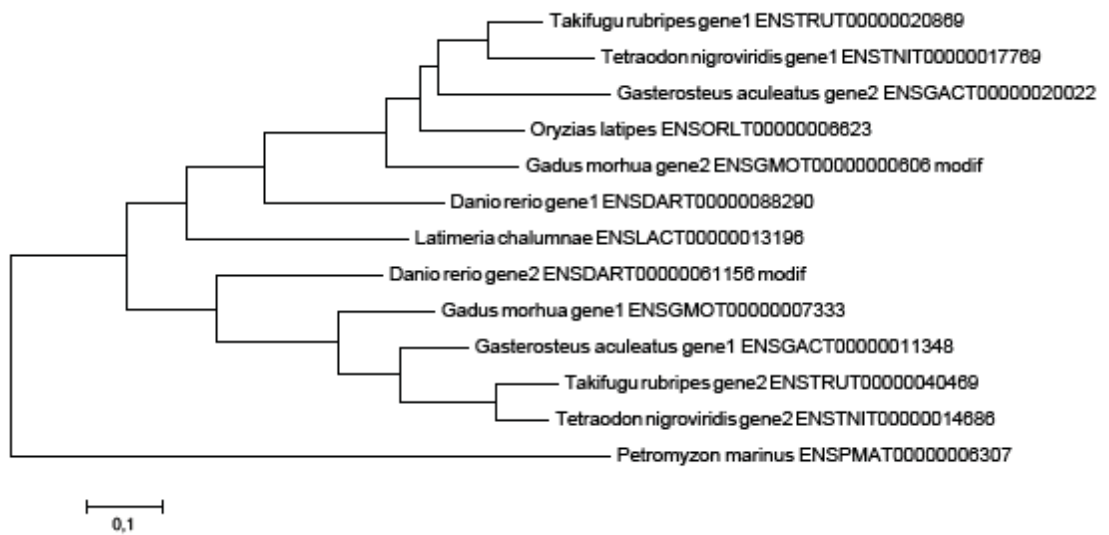 Takifugu rubripes gene1 ENSTRUT00000020869
Tetraodon nigroviridis gene1 ENSTNIT00000017769
Gasterosteus aculeatus gene2 ENSGACT00000020022
Oryzias latipes ENSORLT00000006623
Gadus morhua gene2 ENSGMOT00000000606 modif
Danio rerio gene1 ENSDART00000088290
Latimeria chalumnae ENSLACT00000013196
Danio rerio gene2 ENSDART00000061156 modif
Gadus morhua gene1 ENSGMOT00000007333
Gasterosteus aculeatus gene1 ENSGACT00000011348
Takifugu rubripes gene2 ENSTRUT00000040469
Tetraodon nigroviridis gene2 ENSTNIT00000014686
Petromyzon marinus ENSPMAT00000006307
0,1